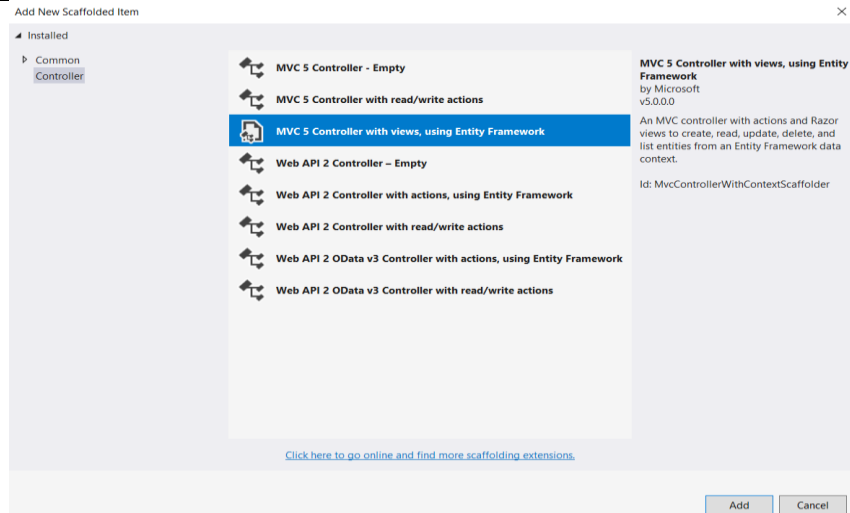 Add New Scaffolded Item
Installed
Common
Controller
MVC 5 Controller - Empty
MVC 5 Controller with read/write actions
MVC 5 Controller with views, using Entity Framework
Web API 2 Controller – Empty
Web API 2 Controller with actions, using Entity Framework
Web API 2 Controller with read/write actions
Web API 2 OData v3 Controller with actions, using Entity Framework
Web API 2 OData v3 Controller with read/write actions
MVC 5 Controller with views, using Entity
Framework
by Microsoft
v5.0.0.0
An MVC controller with actions and Razor
views to create, read, update, delete, and
list entities from an Entity Framework data
context.
Id: MvcControllerWithContextScaffolder
Click here to go online and find more scaffolding extensions.
Add
Cancel